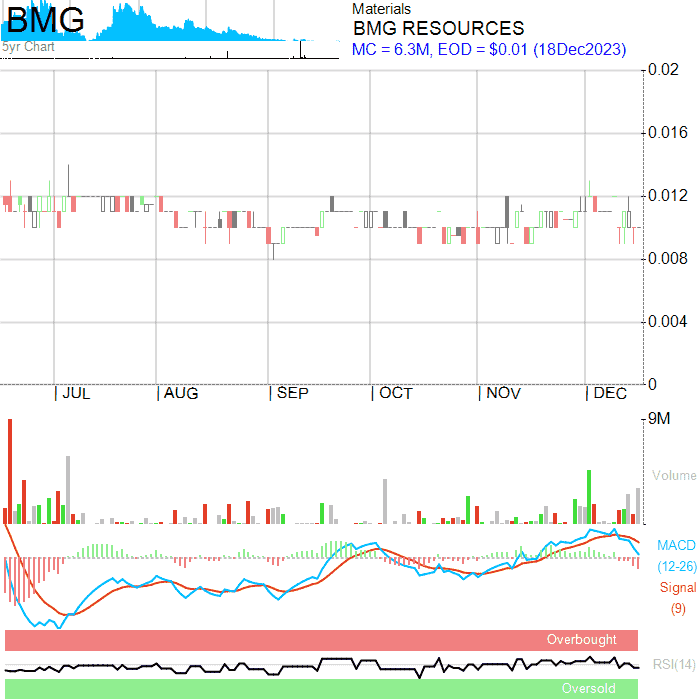 BMG
5yr Chart
Materials
BMG RESOURCES
MC = 6.3M, EOD = $0.01 (18Dec2023)
0.02
0.016
0.012
0.008
0.004
0
| JUL | AUG | SEP | OCT | NOV | DEC
9M
Volume
MACD
(12-26)
Signal
(9)
Overbought
RSI(14)
Oversold